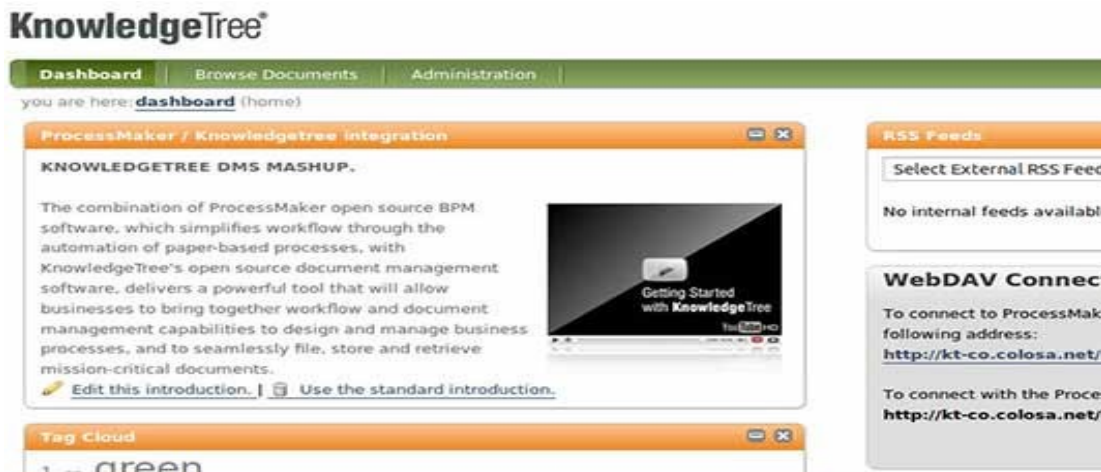 KnowledgeTree®
Dashboard Browse Documents Administration
you are here: dashboard (home)
ProcessMaker / Knowledgetree integration
KNOWLEDGETREE DMS MASHUP.
The combination of ProcessMaker open source BPM
software, which simplifies workflow through the
automation of paper-based processes, with
KnowledgeTree's open source document management
software, delivers a powerful tool that will allow
businesses to bring together workflow and document
management capabilities to design and manage business
processes, and to seamlessly file, store and retrieve
mission-critical documents.
Getting Started
with KnowledgeTree
YouTube HD
Edit this introduction. | Use the standard introduction.
Tag Cloud
green
RSS Feeds
Select External RSS Feed
No internal feeds availabl
WebDAV Connect
To connect to ProcessMak
following address:
http://kt-co.colosa.net/
To connect with the Proce
http://kt-co.colosa.net/